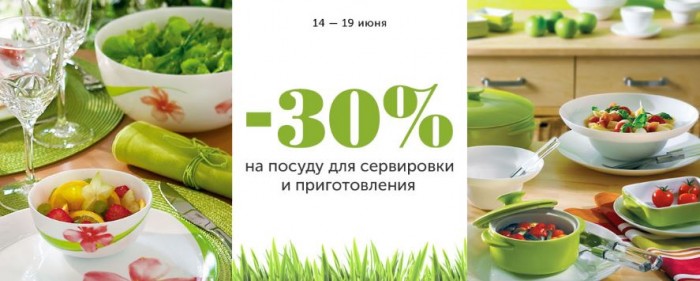 14 — 19 июня
-30%
на посуду для сервировки
и приготовления